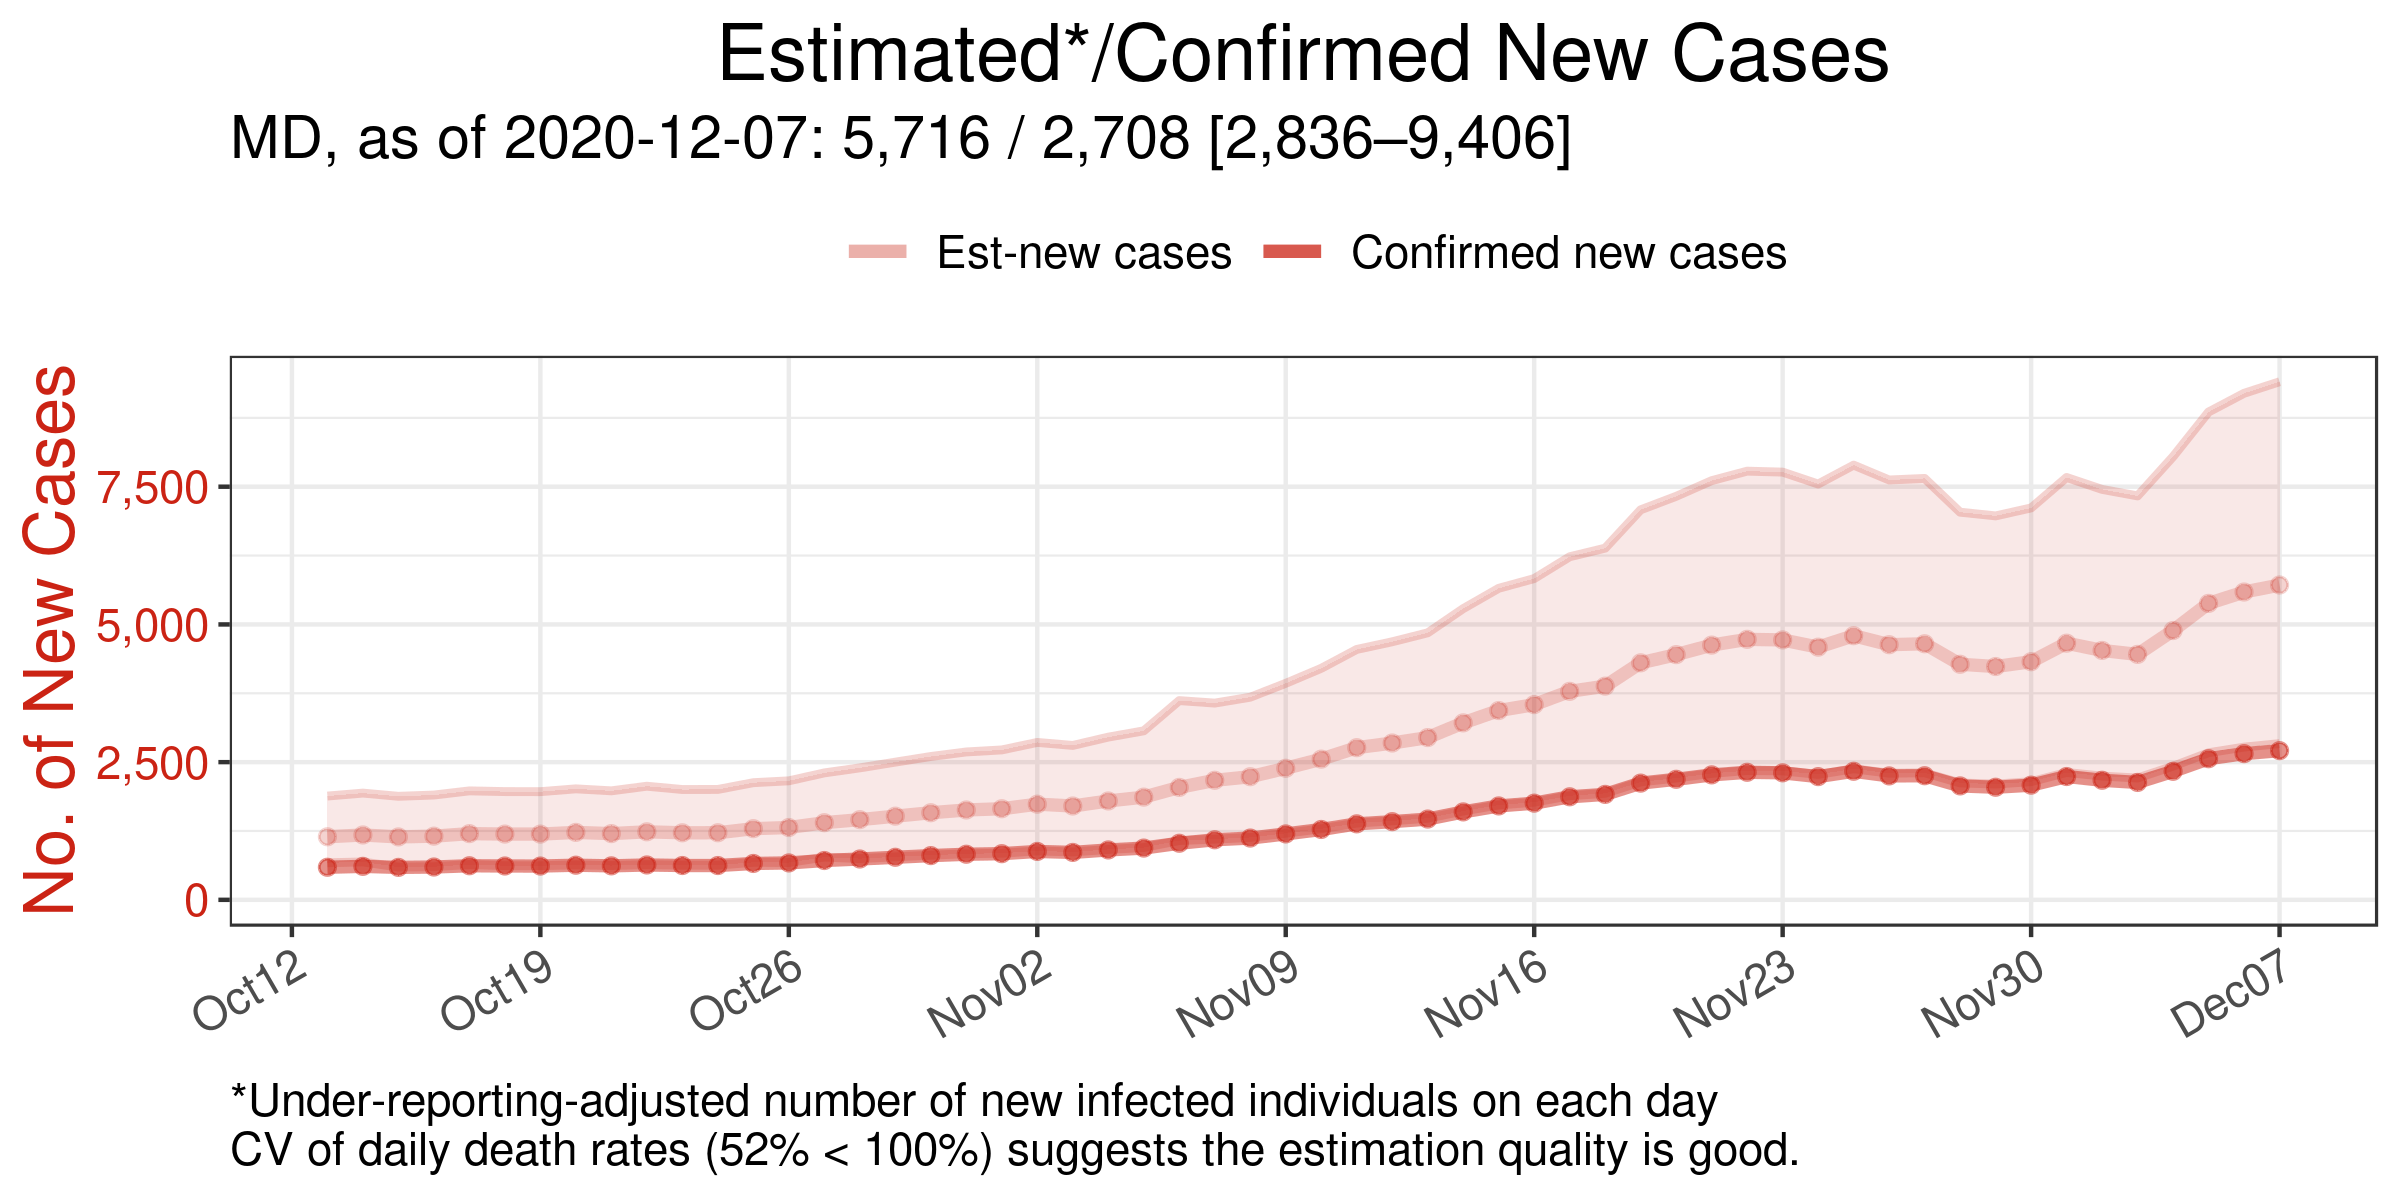 Estimated*/Confirmed New Cases
MD, as of 2020-12-07: 5,716 / 2,708 [2,836–9,406]
Est-new cases
Confirmed new cases
No. of New Cases
7,500
5,000
2,500
0
Oct12
Oct19
Oct26
Nov02
Nov09
Nov16
Nov23
Nov30
Dec07
*Under-reporting-adjusted number of new infected individuals on each day
CV of daily death rates (52% < 100%) suggests the estimation quality is good.